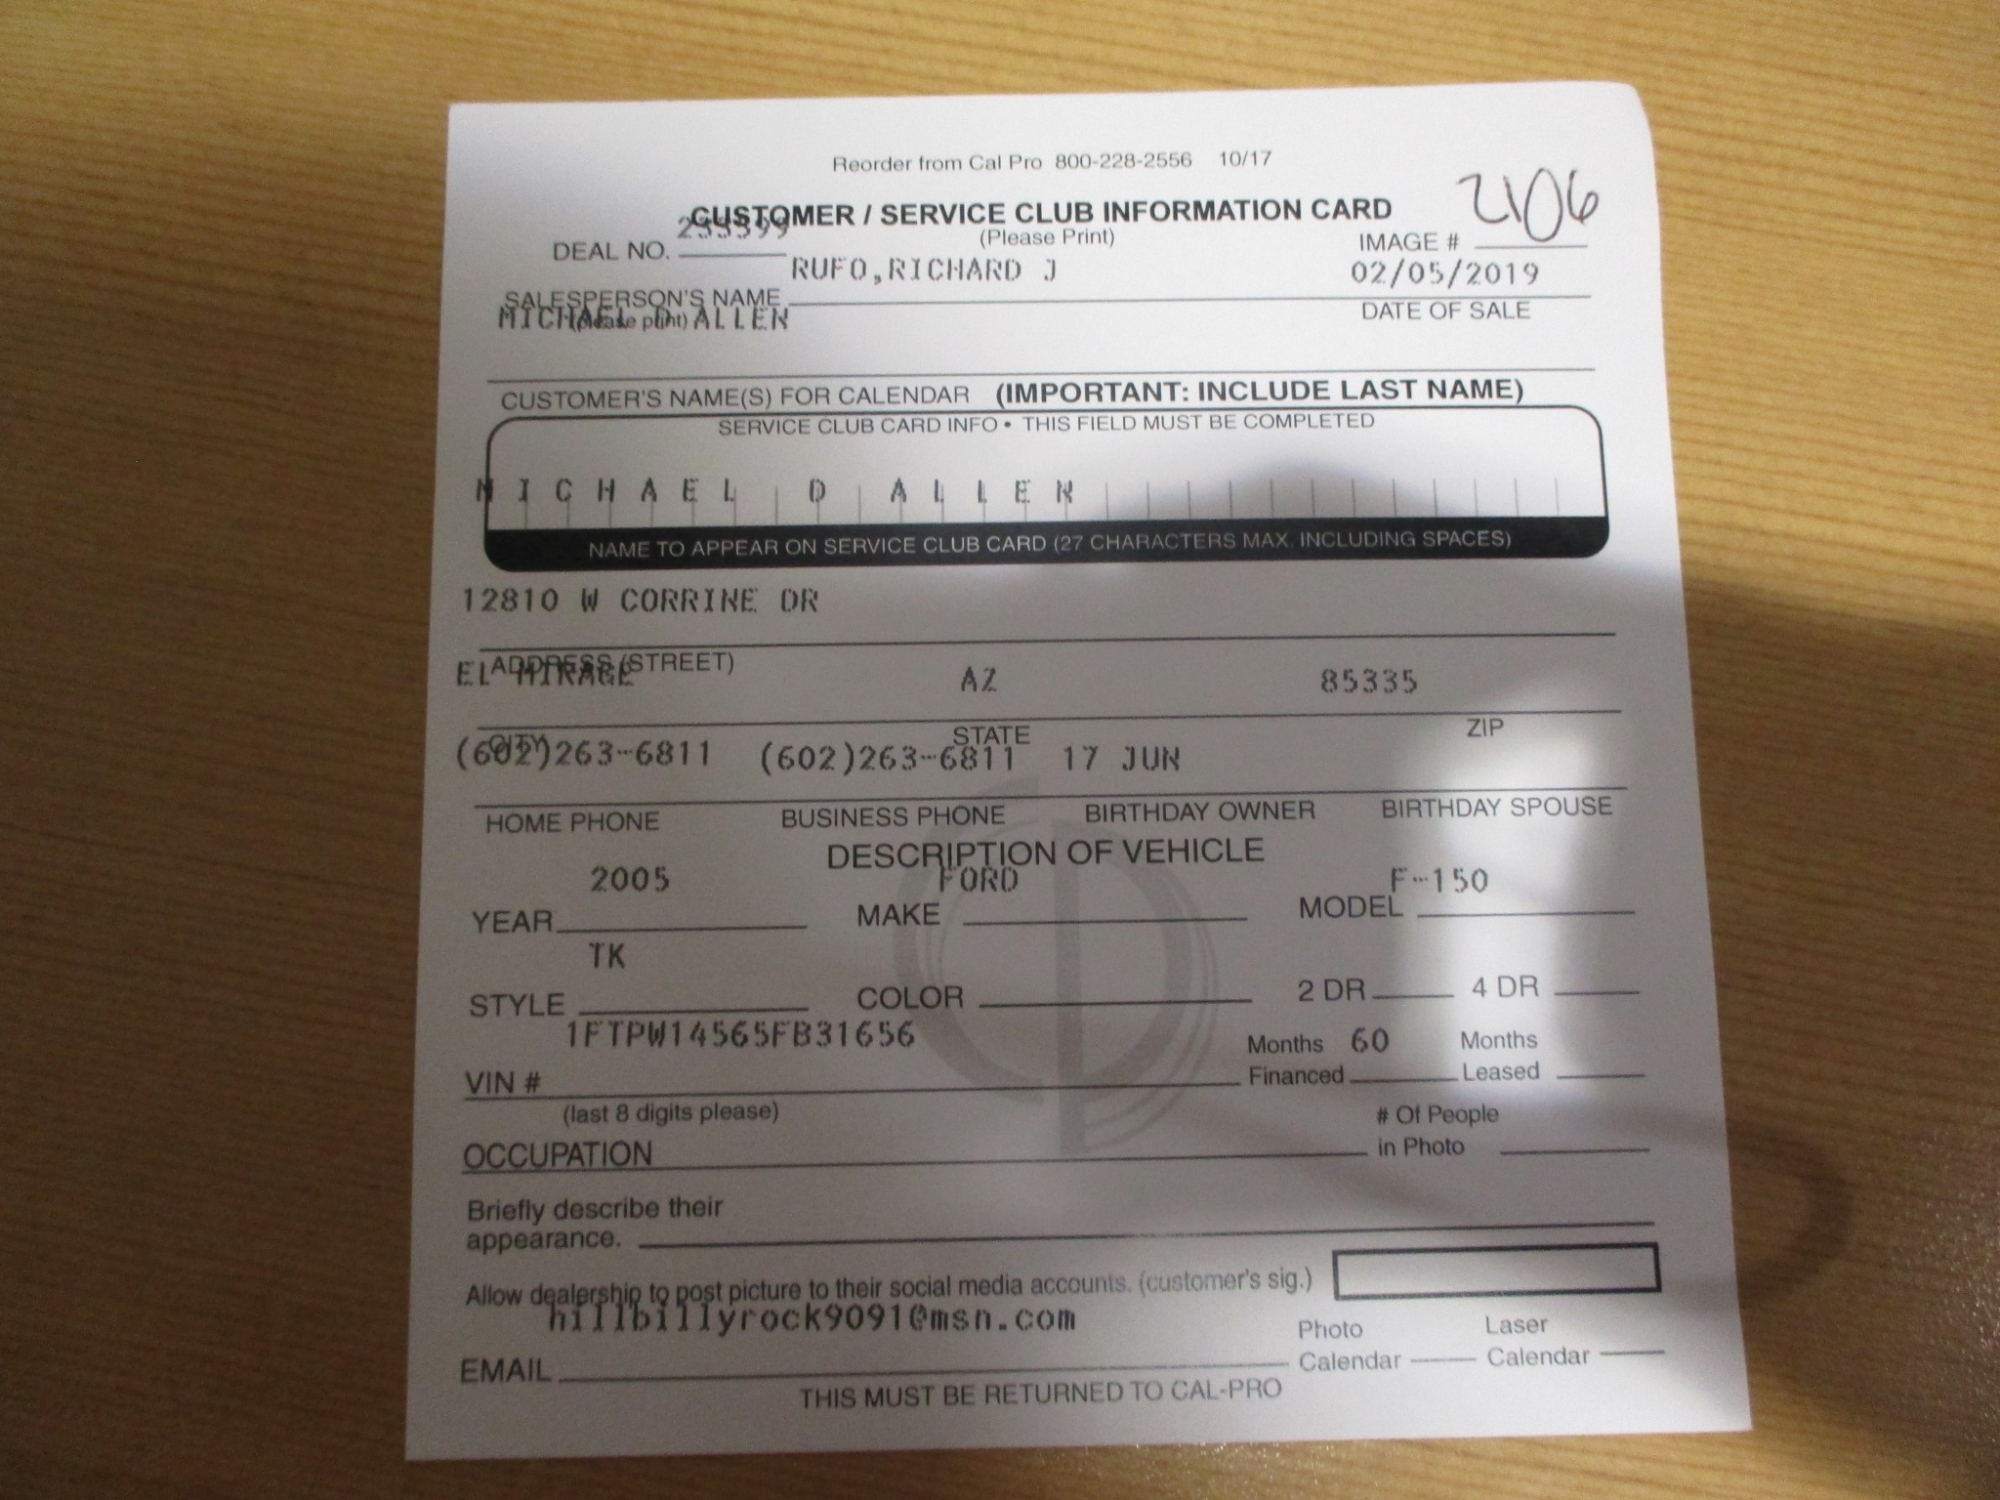 Reorder from Cal Pro 800-228-2556 10/17
CUSTOMER / SERVICE CLUB INFORMATION CARD
(Please Print)
2106
DEAL NO.
IMAGE #
RUFO,RICHARD J 02/05/2019
SALESPERSON'S NAME
(please print)
DATE OF SALE
MICHAEL D ALLEN
CUSTOMER'S NAME(S) FOR CALENDAR (IMPORTANT: INCLUDE LAST NAME)
SERVICE CLUB CARD INFO • THIS FIELD MUST BE COMPLETED
MICHAEL D ALLEN
NAME TO APPEAR ON SERVICE CLUB CARD (27 CHARACTERS MAX. INCLUDING SPACES)
12810 W CORRINE DR
ADDRESS (STREET)
EL MIRAGE AZ 85335
CITY STATE ZIP
(602)263-6811 (602)263-6811 17 JUN
HOME PHONE BUSINESS PHONE BIRTHDAY OWNER BIRTHDAY SPOUSE
DESCRIPTION OF VEHICLE
2005 FORD F-150
YEAR MAKE MODEL
TK
STYLE COLOR 2 DR 4 DR
1FTPW14565FB31656
Months 60 Months
VIN # Financed Leased
(last 8 digits please)
# Of People
OCCUPATION in Photo
Briefly describe their
appearance.
Allow dealership to post picture to their social media accounts. (customer's sig.)
hillbillyrock9091@msn.com
Photo Laser
EMAIL Calendar Calendar
THIS MUST BE RETURNED TO CAL-PRO